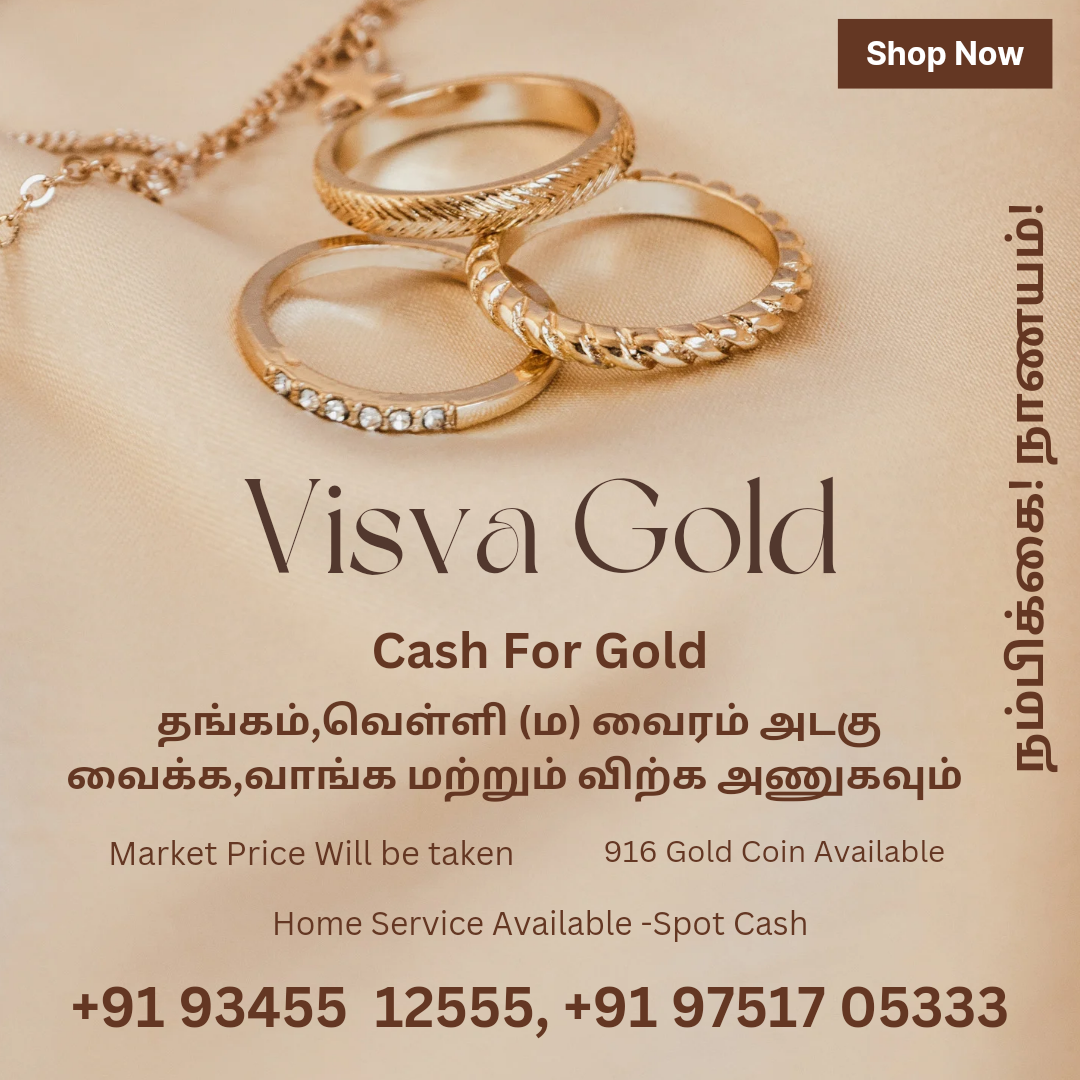 Shop Now
நம்பிக்கை! நாணயம்!
Visva Gold
Cash For Gold
தங்கம்,வெள்ளி (ம) வைரம் அடகு
வைக்க,வாங்க மற்றும் விற்க அணுகவும்
Market Price Will be taken
916 Gold Coin Available
Home Service Available -Spot Cash
+91 93455 12555, +91 97517 05333